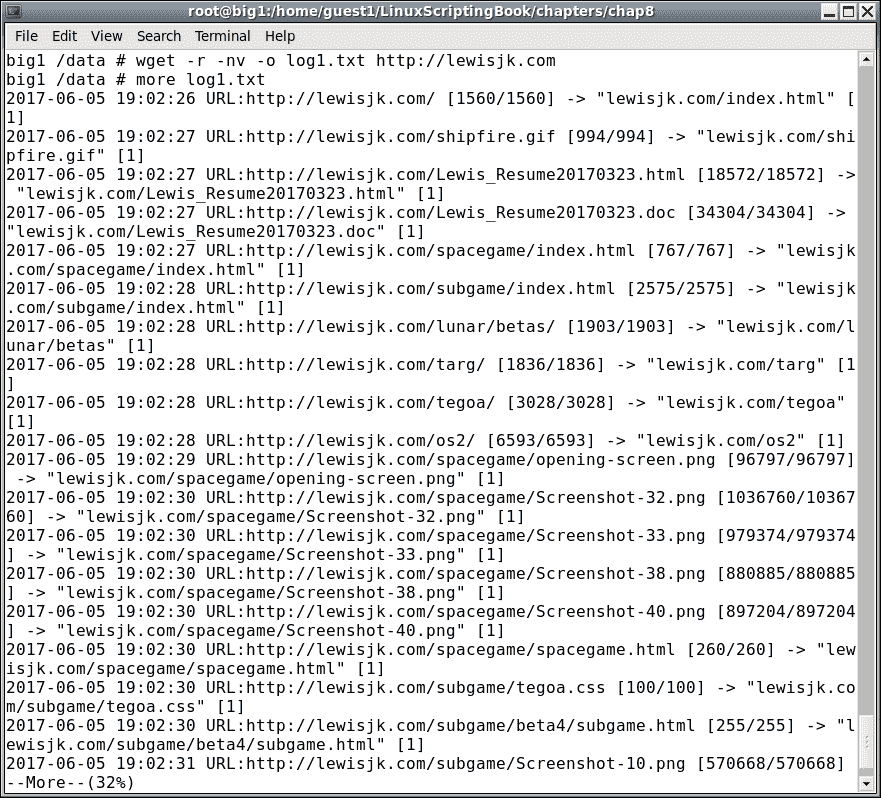 root@big1:/home/guest1/LinuxScriptingBook/chapters/chap8
File Edit View Search Terminal Help
big1 /data # wget -r -nv -o log1.txt http://lewisjk.com
big1 /data # more log1.txt
2017-06-05 19:02:26 URL:http://lewisjk.com/ [1560/1560] -> "lewisjk.com/index.html" [
1]
2017-06-05 19:02:27 URL:http://lewisjk.com/shipfire.gif [994/994] -> "lewisjk.com/shi
pfire.gif" [1]
2017-06-05 19:02:27 URL:http://lewisjk.com/Lewis_Resume20170323.html [18572/18572] ->
 "lewisjk.com/Lewis_Resume20170323.html" [1]
2017-06-05 19:02:27 URL:http://lewisjk.com/Lewis_Resume20170323.doc [34304/34304] -> 
"lewisjk.com/Lewis_Resume20170323.doc" [1]
2017-06-05 19:02:27 URL:http://lewisjk.com/spacegame/index.html [767/767] -> "lewisjk
.com/spacegame/index.html" [1]
2017-06-05 19:02:28 URL:http://lewisjk.com/subgame/index.html [2575/2575] -> "lewisjk
.com/subgame/index.html" [1]
2017-06-05 19:02:28 URL:http://lewisjk.com/lunar/betas/ [1903/1903] -> "lewisjk.com/l
unar/betas" [1]
2017-06-05 19:02:28 URL:http://lewisjk.com/targ/ [1836/1836] -> "lewisjk.com/targ" [1
]
2017-06-05 19:02:28 URL:http://lewisjk.com/tegoa/ [3028/3028] -> "lewisjk.com/tegoa" 
[1]
2017-06-05 19:02:28 URL:http://lewisjk.com/os2/ [6593/6593] -> "lewisjk.com/os2" [1]
2017-06-05 19:02:29 URL:http://lewisjk.com/spacegame/opening-screen.png [96797/96797]
 -> "lewisjk.com/spacegame/opening-screen.png" [1]
2017-06-05 19:02:30 URL:http://lewisjk.com/spacegame/Screenshot-32.png [1036760/10367
60] -> "lewisjk.com/spacegame/Screenshot-32.png" [1]
2017-06-05 19:02:30 URL:http://lewisjk.com/spacegame/Screenshot-33.png [979374/979374
] -> "lewisjk.com/spacegame/Screenshot-33.png" [1]
2017-06-05 19:02:30 URL:http://lewisjk.com/spacegame/Screenshot-38.png [880885/880885
] -> "lewisjk.com/spacegame/Screenshot-38.png" [1]
2017-06-05 19:02:30 URL:http://lewisjk.com/spacegame/Screenshot-40.png [897204/897204
] -> "lewisjk.com/spacegame/Screenshot-40.png" [1]
2017-06-05 19:02:30 URL:http://lewisjk.com/spacegame/spacegame.html [260/260] -> "lew
isjk.com/spacegame/spacegame.html" [1]
2017-06-05 19:02:30 URL:http://lewisjk.com/subgame/tegoa.css [100/100] -> "lewisjk.co
m/subgame/tegoa.css" [1]
2017-06-05 19:02:30 URL:http://lewisjk.com/subgame/beta4/subgame.html [255/255] -> "l
ewisjk.com/subgame/beta4/subgame.html" [1]
2017-06-05 19:02:31 URL:http://lewisjk.com/subgame/Screenshot-10.png [570668/570668] 
--More--(32%)